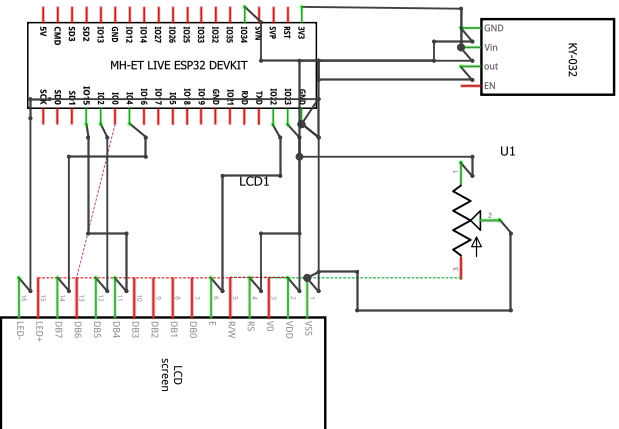 5V CMD SD3 SD2 IO13 GND IO12 IO14 IO27 IO26 IO25 IO33 IO32 IO35 IO34 SVN SVP RST 3V3
MH-ET LIVE ESP32 DEVKIT
SCK SD0 SD1 IO15 IO2 IO0 IO4 IO16 IO17 IO5 IO18 IO19 GND IO21 RXD TXD IO22 IO23 GND
GND
Vin
out
EN
KY-032
U1
1
2
3
LCD1
16 15 14 13 12 11 10 9 8 7 6 5 4 3 2 1
LED- LED+ DB7 DB6 DB5 DB4 DB3 DB2 DB1 DB0 E R/W RS V0 VDD VSS
LCD
screen